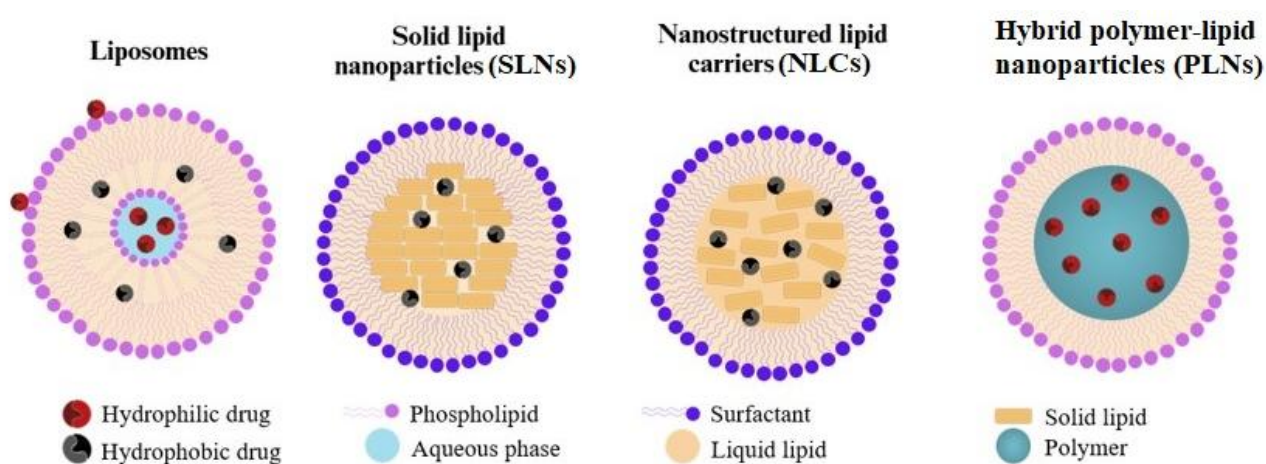 Liposomes
Solid lipid
nanoparticles (SLNs)
Nanostructured lipid
carriers (NLCs)
Hybrid polymer-lipid
nanoparticles (PLNs)
Hydrophilic drug
Hydrophobic drug
Phospholipid
Aqueous phase
Surfactant
Liquid lipid
Solid lipid
Polymer